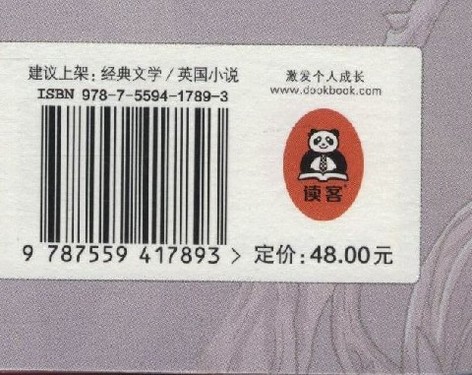 建议上架：经典文学/英国小说
ISBN 978-7-5594-1789-3
激发个人成长
www.dookbook.com
读客®
9 787559 417893 >
定价：48.00元